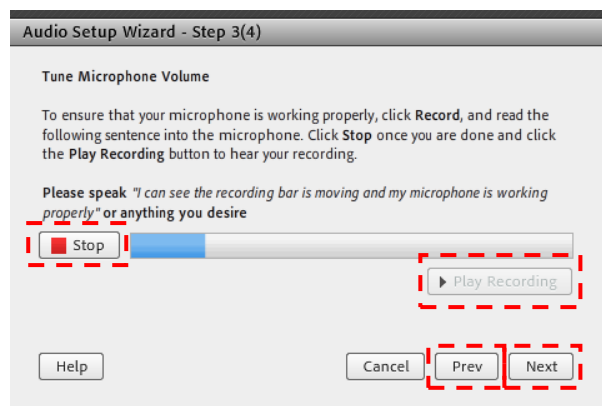 Audio Setup Wizard - Step 3(4)
Tune Microphone Volume
To ensure that your microphone is working properly, click Record, and read the
following sentence into the microphone. Click Stop once you are done and click
the Play Recording button to hear your recording.
Please speak "I can see the recording bar is moving and my microphone is working
properly" or anything you desire
Stop
Play Recording
Help
Cancel
Prev
Next